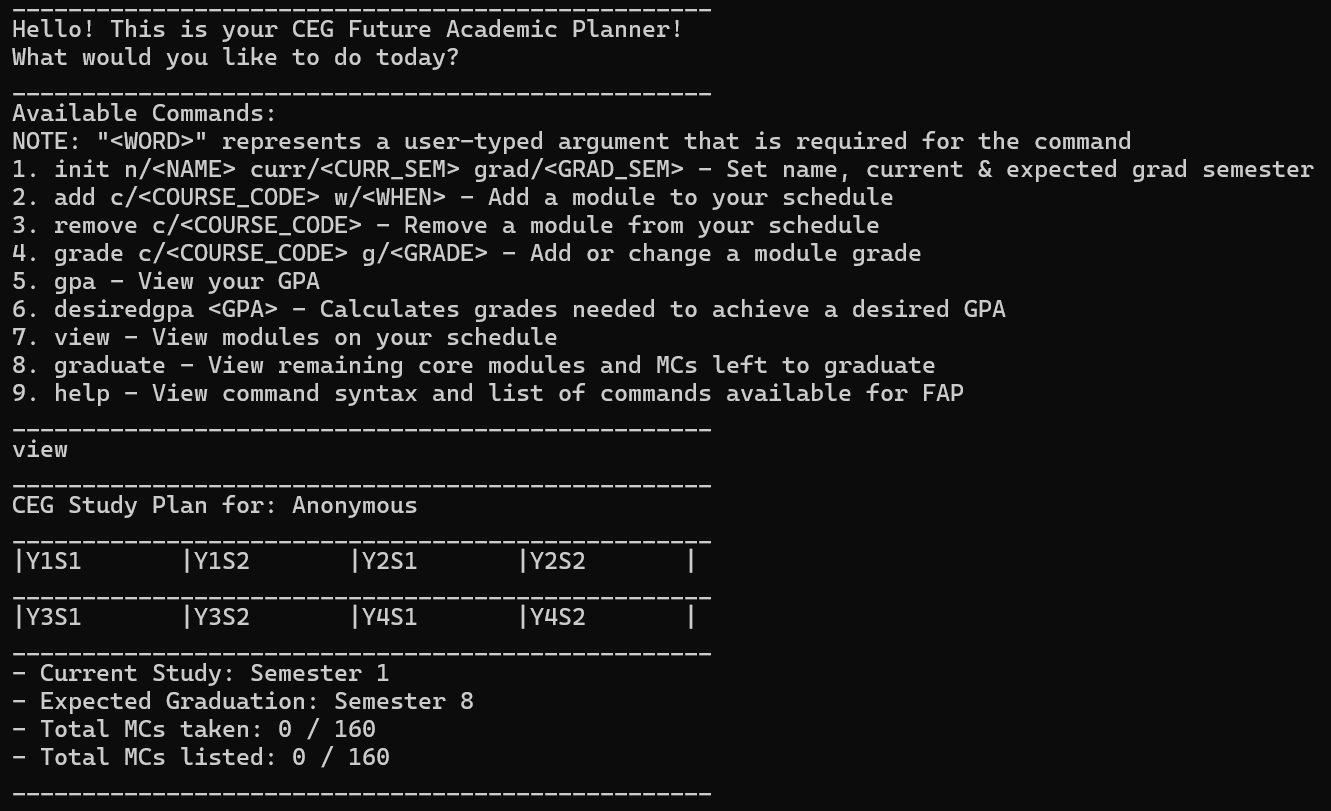 __________________________________________________
Hello! This is your CEG Future Academic Planner!
What would you like to do today?
__________________________________________________
Available Commands:
NOTE: "<WORD>" represents a user-typed argument that is required for the command
1. init n/<NAME> curr/<CURR_SEM> grad/<GRAD_SEM> - Set name, current & expected grad semester
2. add c/<COURSE_CODE> w/<WHEN> - Add a module to your schedule
3. remove c/<COURSE_CODE> - Remove a module from your schedule
4. grade c/<COURSE_CODE> g/<GRADE> - Add or change a module grade
5. gpa - View your GPA
6. desiredgpa <GPA> - Calculates grades needed to achieve a desired GPA
7. view - View modules on your schedule
8. graduate - View remaining core modules and MCs left to graduate
9. help - View command syntax and list of commands available for FAP
__________________________________________________
view
__________________________________________________
CEG Study Plan for: Anonymous
__________________________________________________
|Y1S1       |Y1S2       |Y2S1       |Y2S2       |
__________________________________________________
|Y3S1       |Y3S2       |Y4S1       |Y4S2       |
__________________________________________________
- Current Study: Semester 1
- Expected Graduation: Semester 8
- Total MCs taken: 0 / 160
- Total MCs listed: 0 / 160
__________________________________________________